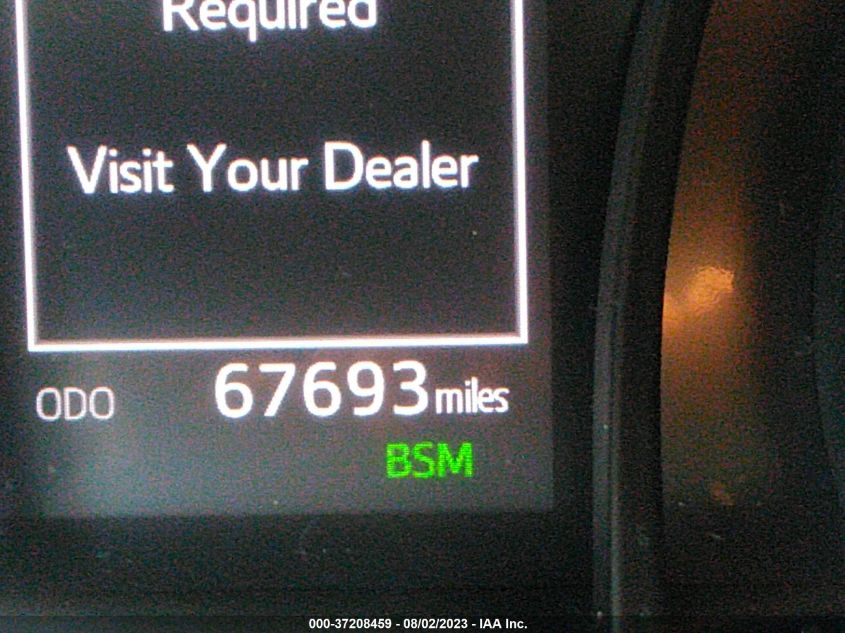 Required
Visit Your Dealer
ODO 67693 miles
BSM
000-37208459 - 08/02/2023 - IAA Inc.